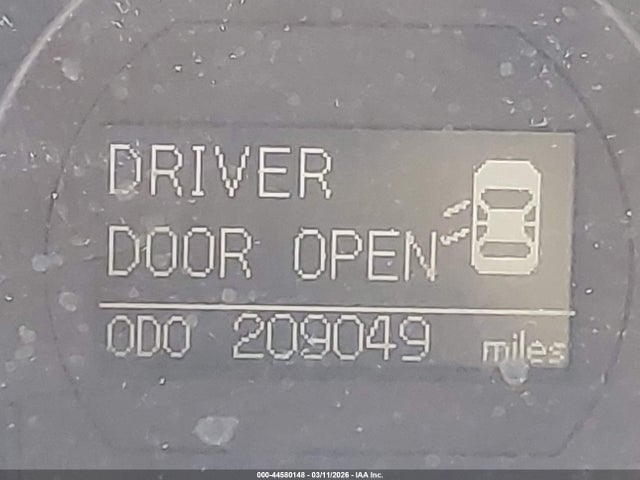 DRIVER
DOOR OPEN
ODO 209049 miles
000-44580148 - 03/11/2026 - IAA Inc.